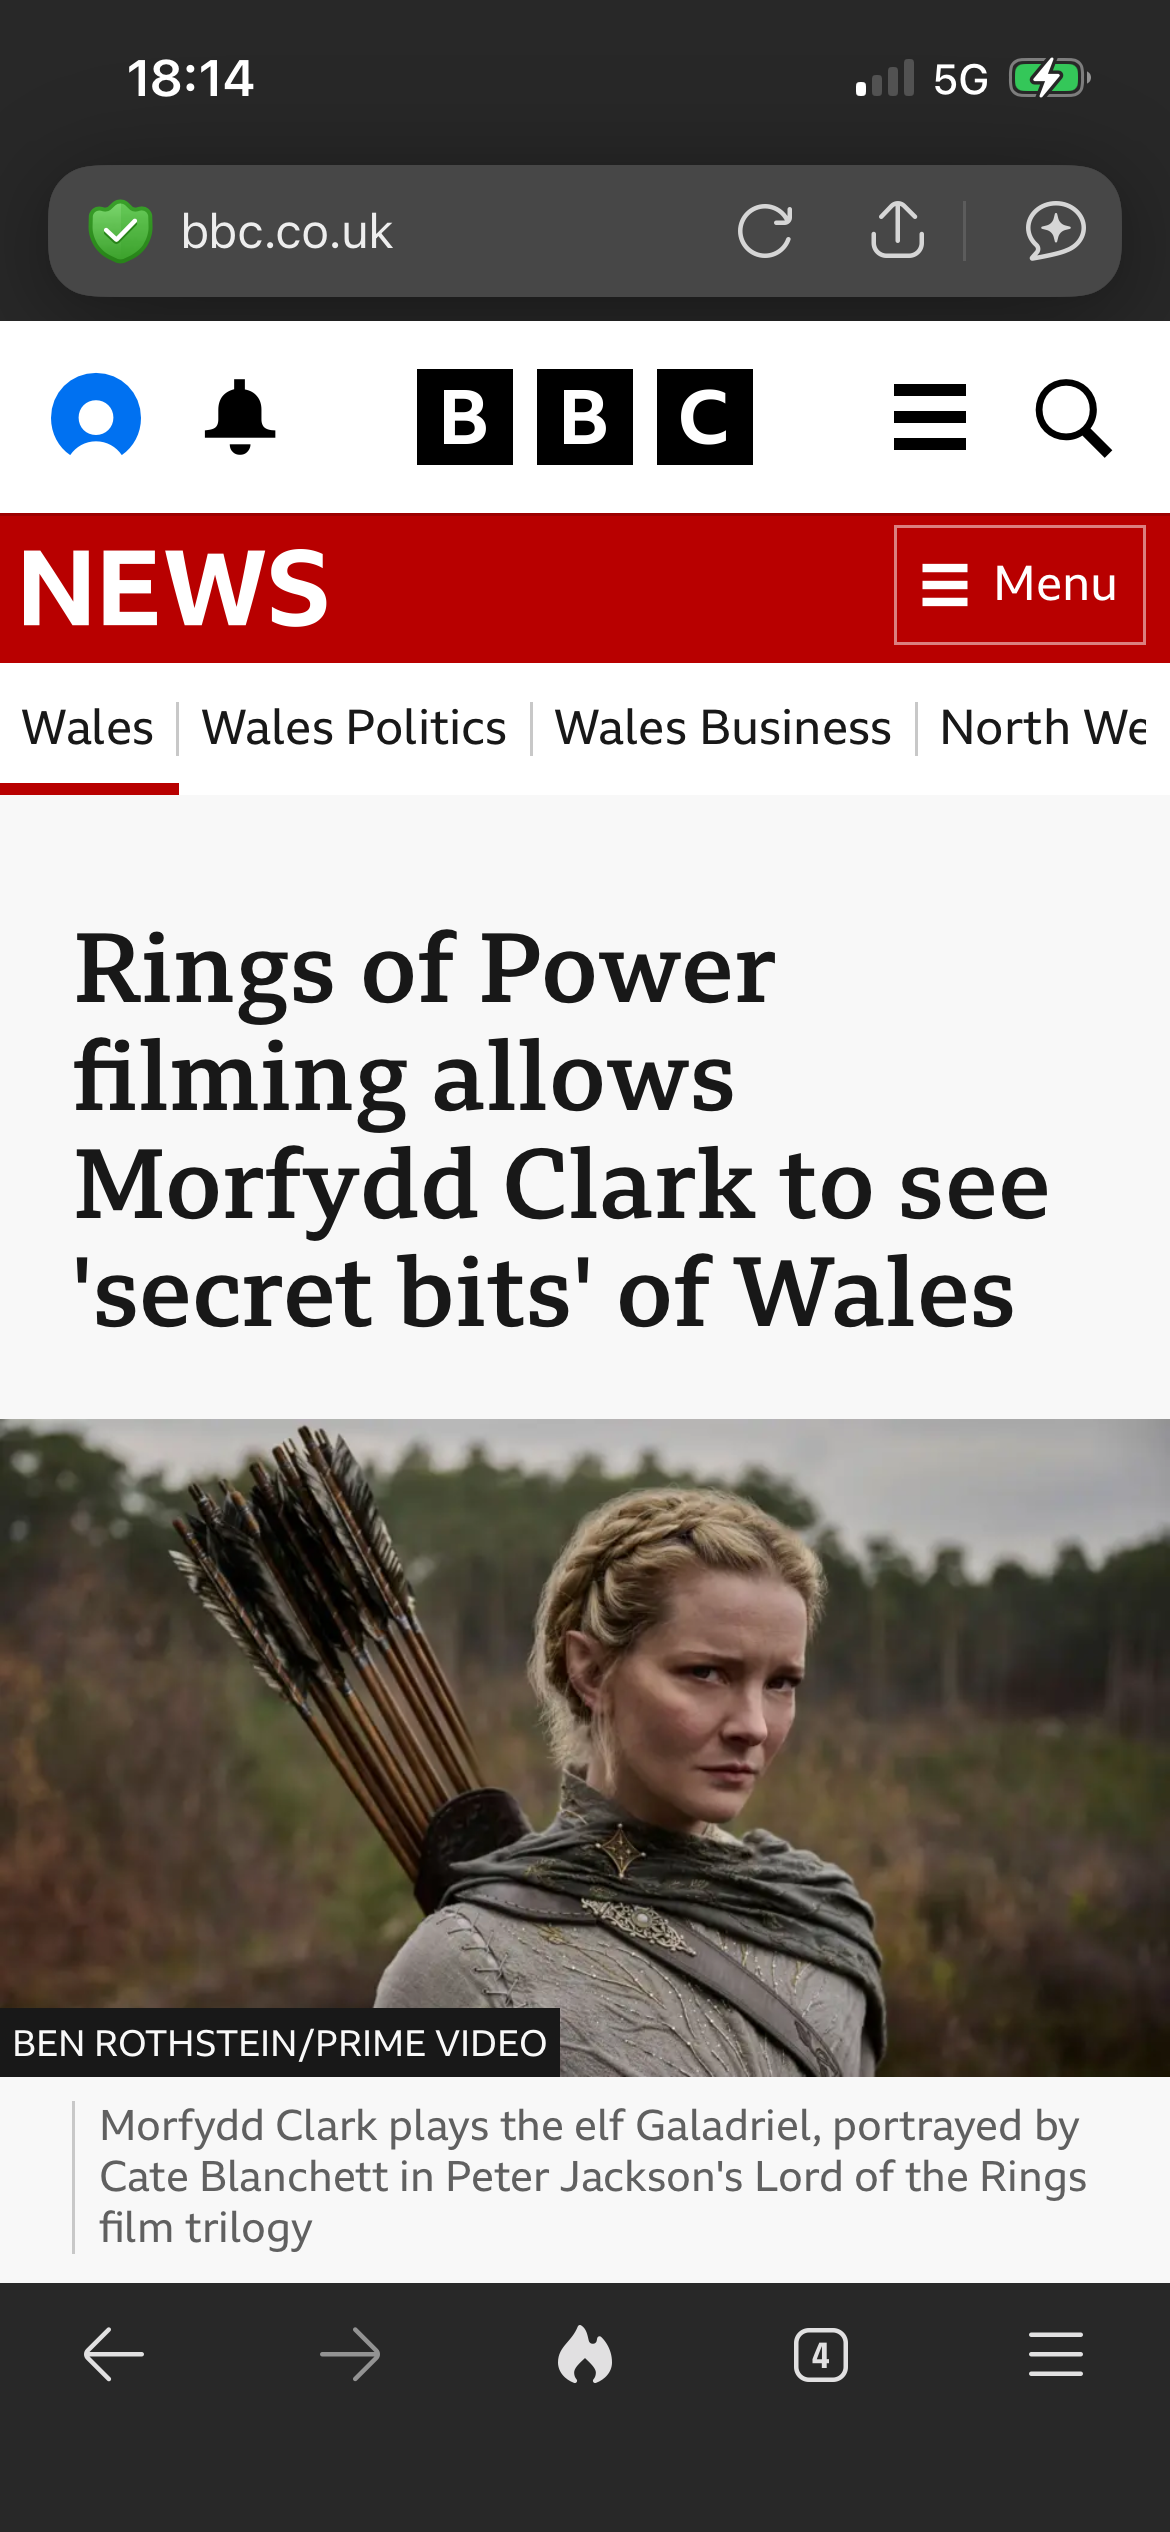 18:14
5G
bbc.co.uk
BBC
NEWS
Menu
Wales
Wales Politics
Wales Business
North We
Rings of Power
filming allows
Morfydd Clark to see
'secret bits' of Wales
BEN ROTHSTEIN/PRIME VIDEO
Morfydd Clark plays the elf Galadriel, portrayed by
Cate Blanchett in Peter Jackson's Lord of the Rings
film trilogy
4